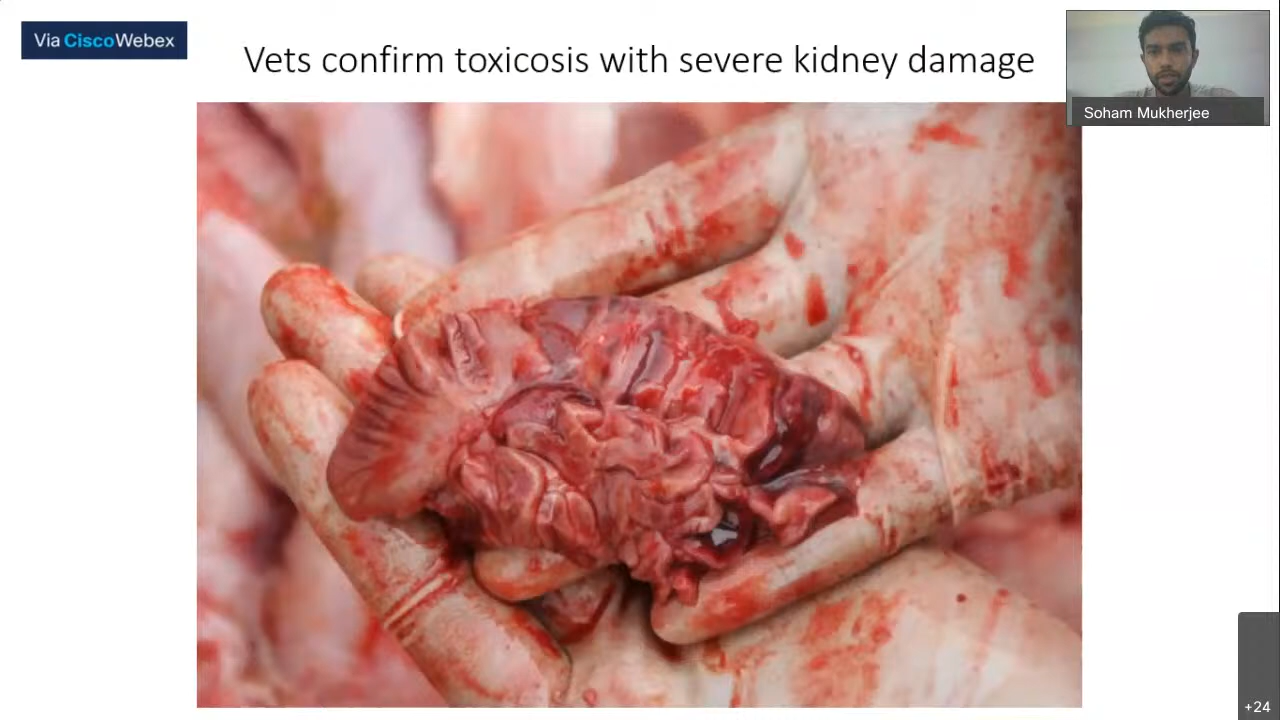 Via CiscoWebex
Vets confirm toxicosis with severe kidney damage
Soham Mukherjee
+24